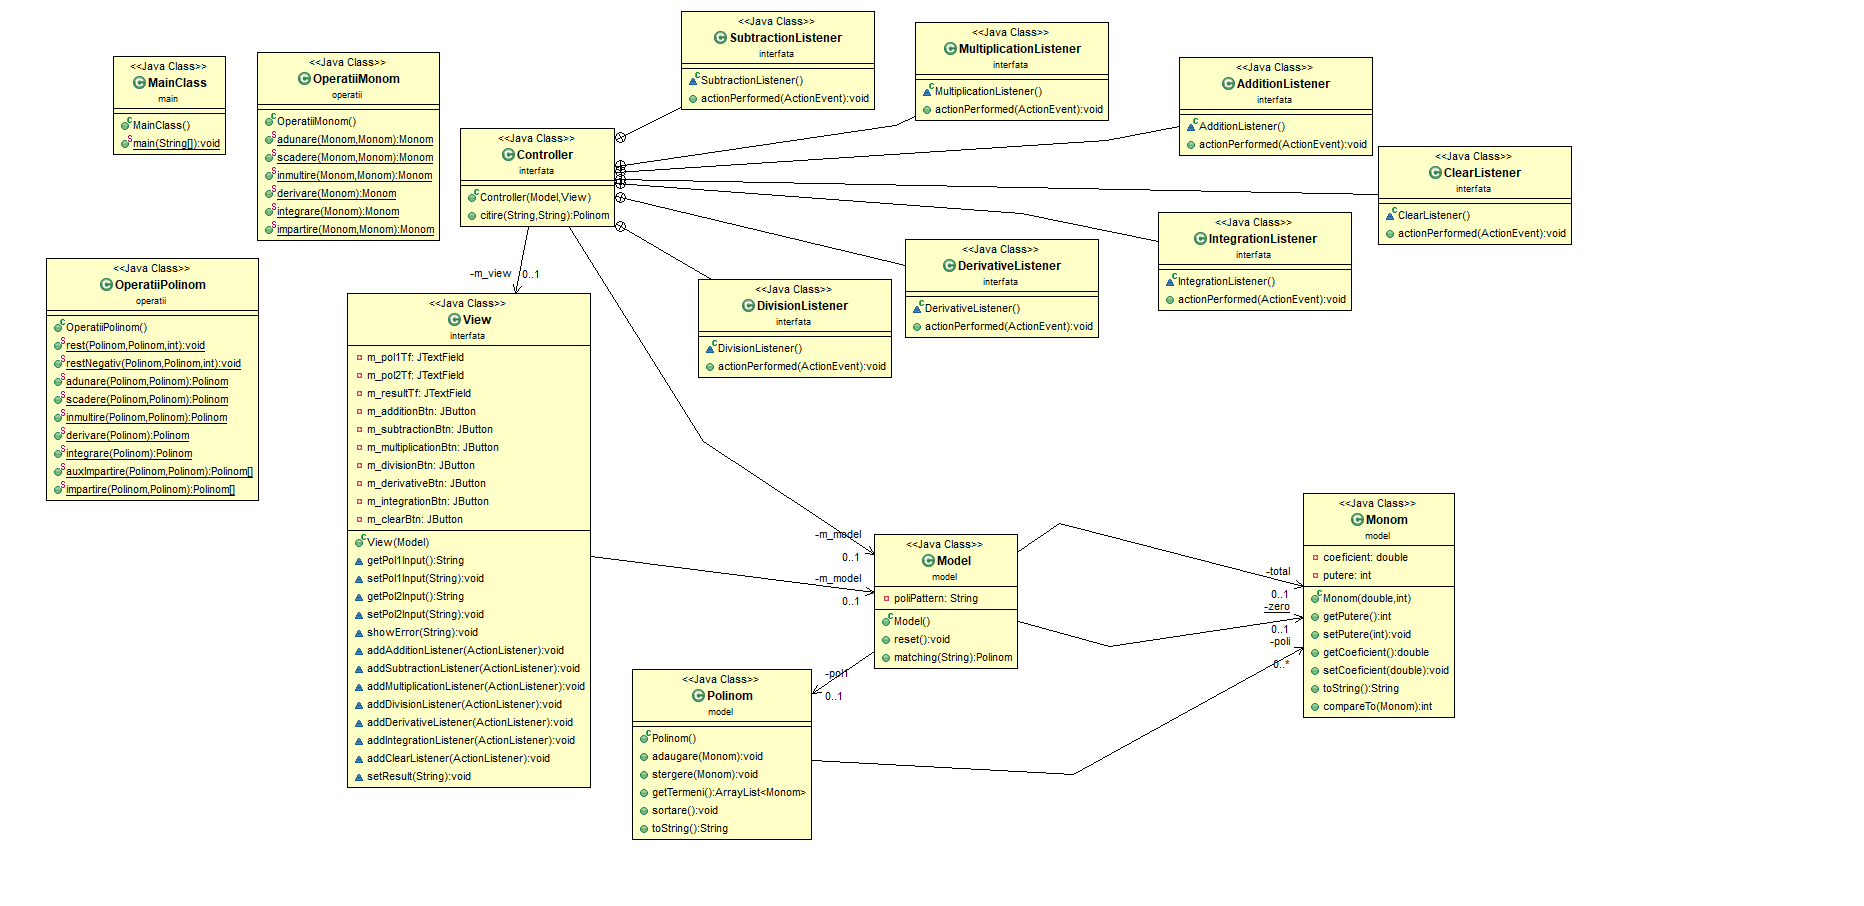 <<Java Class>>
MainClass
main
MainClass()
main(String[]):void
<<Java Class>>
OperatiiMonom
operatii
OperatiiMonom()
adunare(Monom,Monom):Monom
scadere(Monom,Monom):Monom
inmultire(Monom,Monom):Monom
derivare(Monom):Monom
integrare(Monom):Monom
impartire(Monom,Monom):Monom
<<Java Class>>
OperatiiPolinom
operatii
OperatiiPolinom()
rest(Polinom,Polinom,int):void
restNegativ(Polinom,Polinom,int):void
adunare(Polinom,Polinom):Polinom
scadere(Polinom,Polinom):Polinom
inmultire(Polinom,Polinom):Polinom
derivare(Polinom):Polinom
integrare(Polinom):Polinom
auxImpartire(Polinom,Polinom):Polinom[]
impartire(Polinom,Polinom):Polinom[]
<<Java Class>>
Controller
interfata
Controller(Model,View)
citire(String,String):Polinom
<<Java Class>>
SubtractionListener
interfata
SubtractionListener()
actionPerformed(ActionEvent):void
<<Java Class>>
MultiplicationListener
interfata
MultiplicationListener()
actionPerformed(ActionEvent):void
<<Java Class>>
AdditionListener
interfata
AdditionListener()
actionPerformed(ActionEvent):void
<<Java Class>>
ClearListener
interfata
ClearListener()
actionPerformed(ActionEvent):void
<<Java Class>>
IntegrationListener
interfata
IntegrationListener()
actionPerformed(ActionEvent):void
<<Java Class>>
DerivativeListener
interfata
DerivativeListener()
actionPerformed(ActionEvent):void
<<Java Class>>
DivisionListener
interfata
DivisionListener()
actionPerformed(ActionEvent):void
-m_view
0..1
<<Java Class>>
View
interfata
m_pol1Tf: JTextField
m_pol2Tf: JTextField
m_resultTf: JTextField
m_additionBtn: JButton
m_subtractionBtn: JButton
m_multiplicationBtn: JButton
m_divisionBtn: JButton
m_derivativeBtn: JButton
m_integrationBtn: JButton
m_clearBtn: JButton
View(Model)
getPol1Input():String
setPol1Input(String):void
getPol2Input():String
setPol2Input(String):void
showError(String):void
addAdditionListener(ActionListener):void
addSubtractionListener(ActionListener):void
addMultiplicationListener(ActionListener):void
addDivisionListener(ActionListener):void
addDerivativeListener(ActionListener):void
addIntegrationListener(ActionListener):void
addClearListener(ActionListener):void
setResult(String):void
-m_model
0..1
-m_model
0..1
<<Java Class>>
Model
model
poliPattern: String
Model()
reset():void
matching(String):Polinom
-pol1
0..1
<<Java Class>>
Polinom
model
Polinom()
adaugare(Monom):void
stergere(Monom):void
getTermeni():ArrayList<Monom>
sortare():void
toString():String
-total
0..1
-zero
0..1
-poli
0..*
<<Java Class>>
Monom
model
coeficient: double
putere: int
Monom(double,int)
getPutere():int
setPutere(int):void
getCoeficient():double
setCoeficient(double):void
toString():String
compareTo(Monom):int